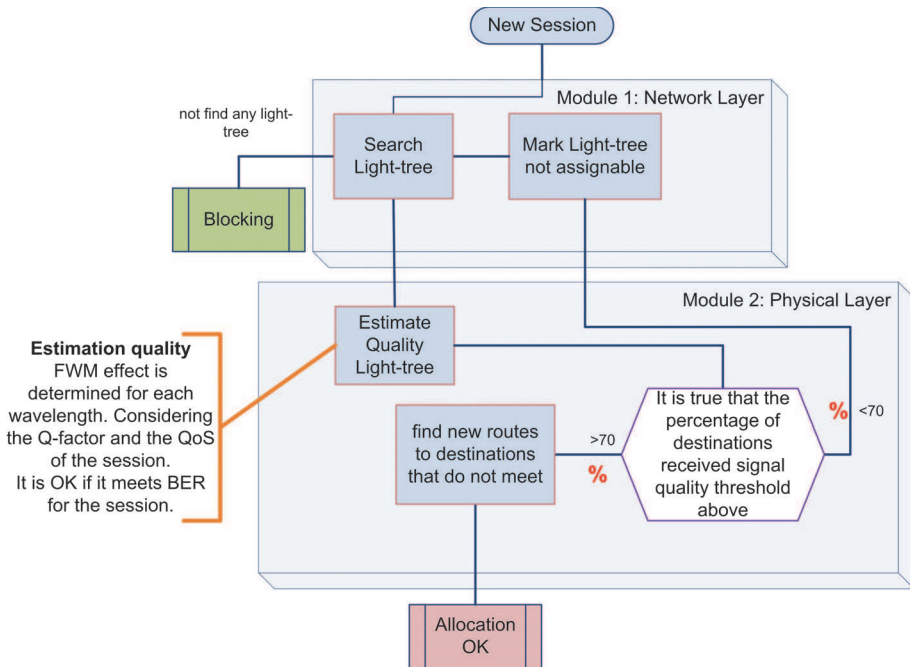 New Session
Module 1: Network Layer
not find any light-
tree
Search
Light-tree
Mark Light-tree
not assignable
Blocking
Module 2: Physical Layer
Estimate
Quality
Light-tree
Estimation quality
FWM effect is
determined for each
wavelength. Considering
the Q-factor and the QoS
of the session.
It is OK if it meets BER
for the session.
find new routes
to destinations
that do not meet
>70
%
It is true that the
percentage of
destinations
received signal
quality threshold
above
% <70
Allocation
OK